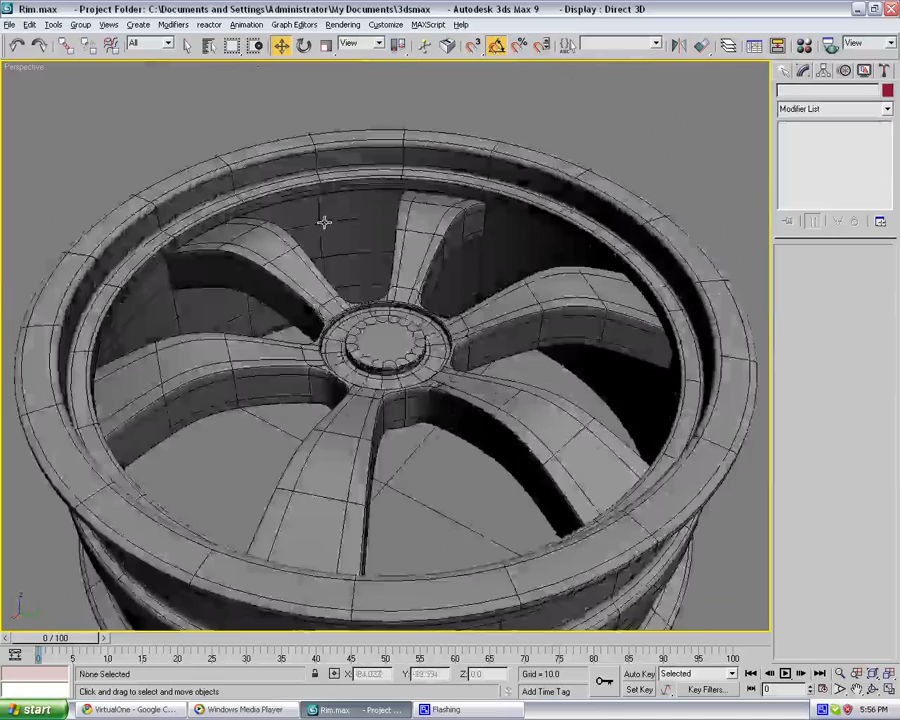 Rim.max - Project Folder: C:\Documents and Settings\Administrator\My Documents\3dsmax - Autodesk 3ds Max 9 - Display : Direct 3D
File Edit Tools Group Views Create Modifiers reactor Animation Graph Editors Rendering Customize MAXScript Help
All View View
Perspective
Modifier List
0 / 100
0 5 10 15 20 25 30 35 40 45 50 55 60 65 70 75 80 85 90 95 100
None Selected X: Y: Z: 0.0 Grid = 10.0 Auto Key Selected
Click and drag to select and move objects Add Time Tag Set Key Key Filters... 0
start VirtualOne - Google C... Windows Media Player Rim.max - Project ... Flashing 5:56 PM